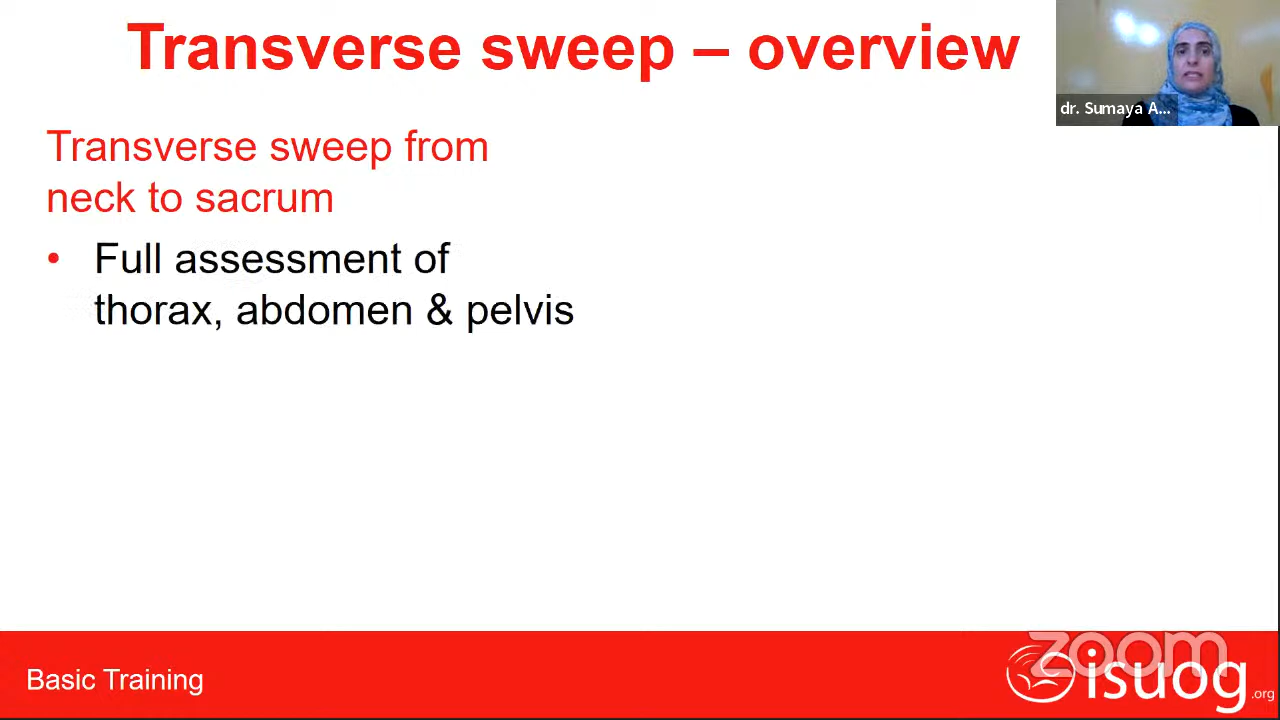 Transverse sweep – overview
dr. Sumaya A...
Transverse sweep from
neck to sacrum
• Full assessment of
thorax, abdomen & pelvis
zoom
Basic Training
isuog
.org